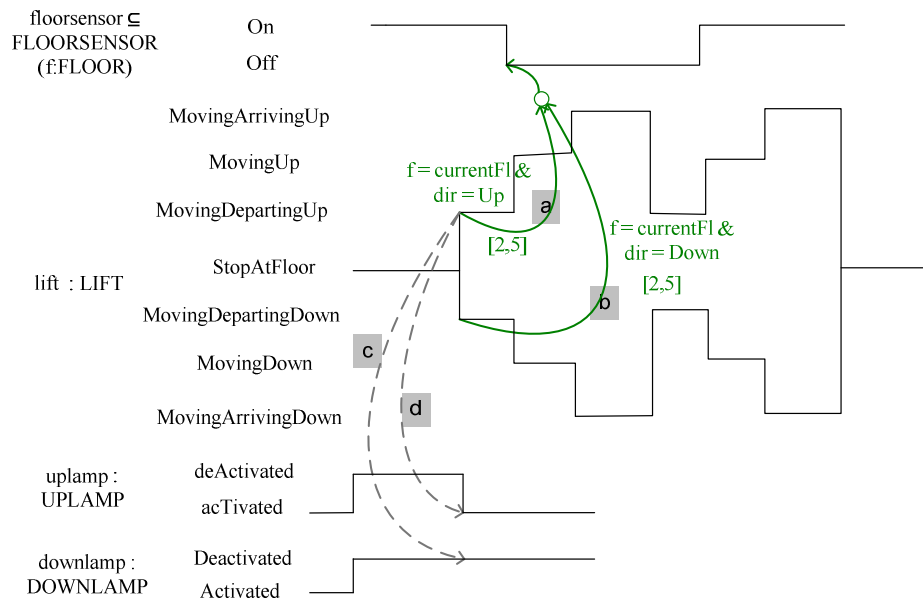 floorsensor ⊆
FLOORSENSOR
(f:FLOOR)
On
Off
MovingArrivingUp
MovingUp
MovingDepartingUp
StopAtFloor
lift : LIFT
MovingDepartingDown
MovingDown
MovingArrivingDown
f = currentFl &
dir = Up
a
[2,5]
f = currentFl &
dir = Down
[2,5]
b
c
d
uplamp :
UPLAMP
deActivated
acTivated
downlamp :
DOWNLAMP
Deactivated
Activated